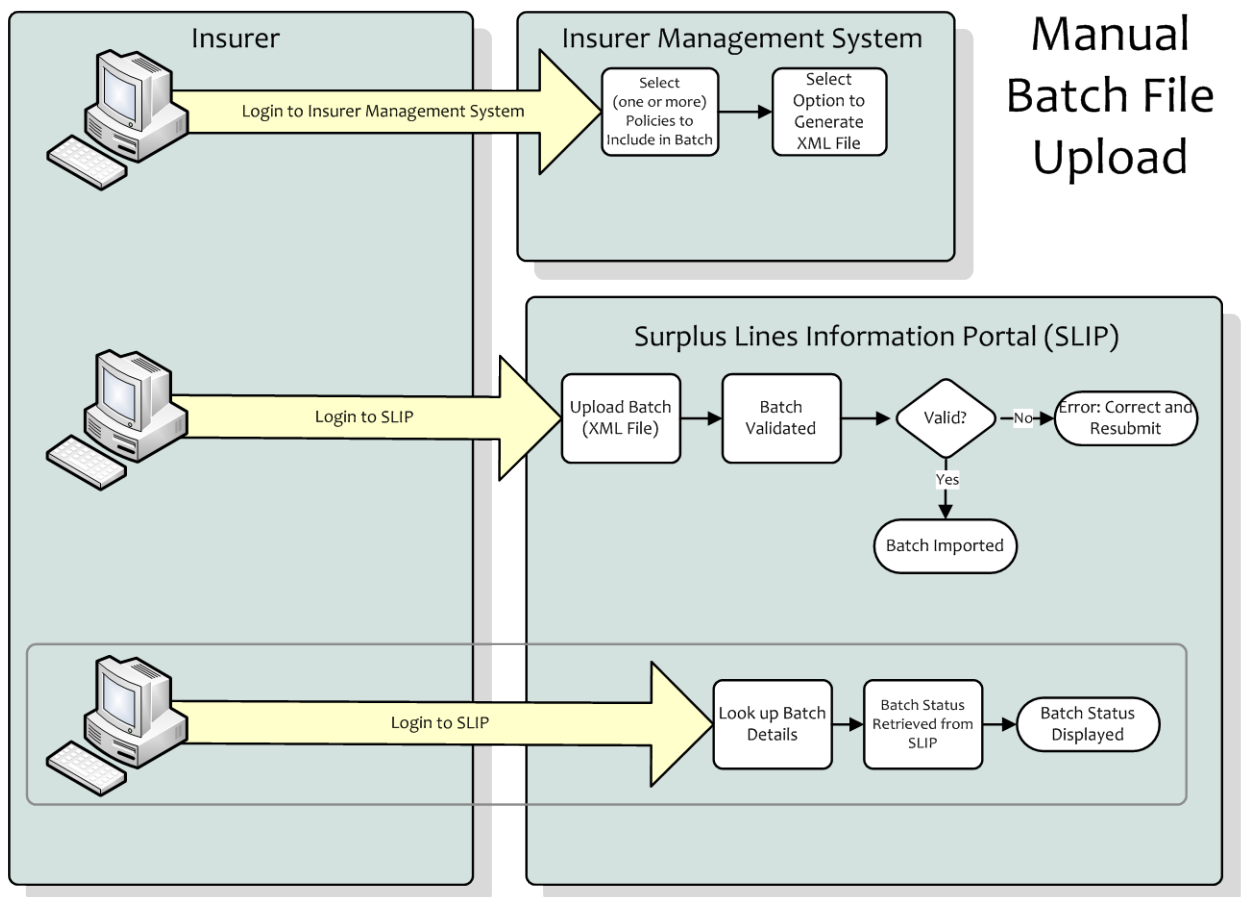 Insurer
Insurer Management System
Manual
Batch File
Upload
Login to Insurer Management System
Select
(one or more)
Policies to
Include in Batch
Select
Option to
Generate
XML File
Surplus Lines Information Portal (SLIP)
Login to SLIP
Upload Batch
(XML File)
Batch
Validated
Valid?
No
Error: Correct and
Resubmit
Yes
Batch Imported
Login to SLIP
Look up Batch
Details
Batch Status
Retrieved from
SLIP
Batch Status
Displayed